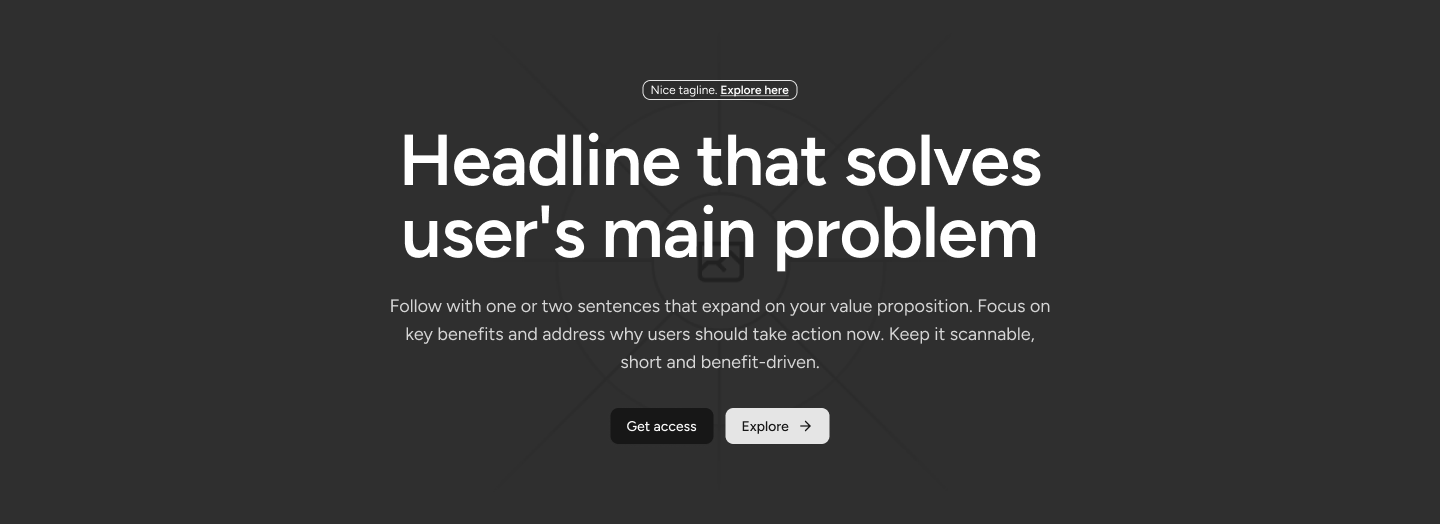 Nice tagline. Explore here
Headline that solves
user's main problem
Follow with one or two sentences that expand on your value proposition. Focus on
key benefits and address why users should take action now. Keep it scannable,
short and benefit-driven.
Get access
Explore